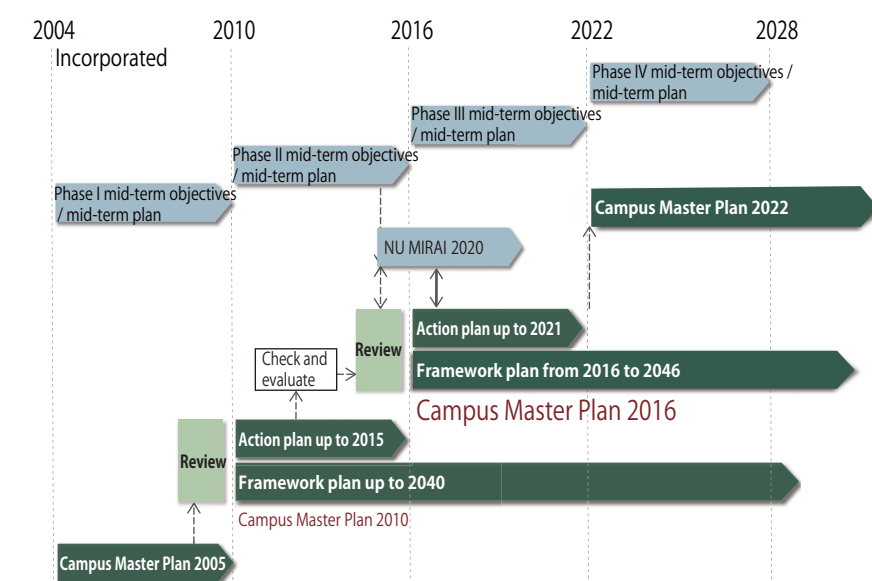 2004
2010
2016
2022
2028
Incorporated
Phase IV mid-term objectives /
mid-term plan
Phase III mid-term objectives
/ mid-term plan
Phase II mid-term objectives
/ mid-term plan
Phase I mid-term objectives
/ mid-term plan
Campus Master Plan 2022
NU MIRAI 2020
Action plan up to 2021
Review
Check and
evaluate
Framework plan from 2016 to 2046
Campus Master Plan 2016
Action plan up to 2015
Review
Framework plan up to 2040
Campus Master Plan 2010
Campus Master Plan 2005